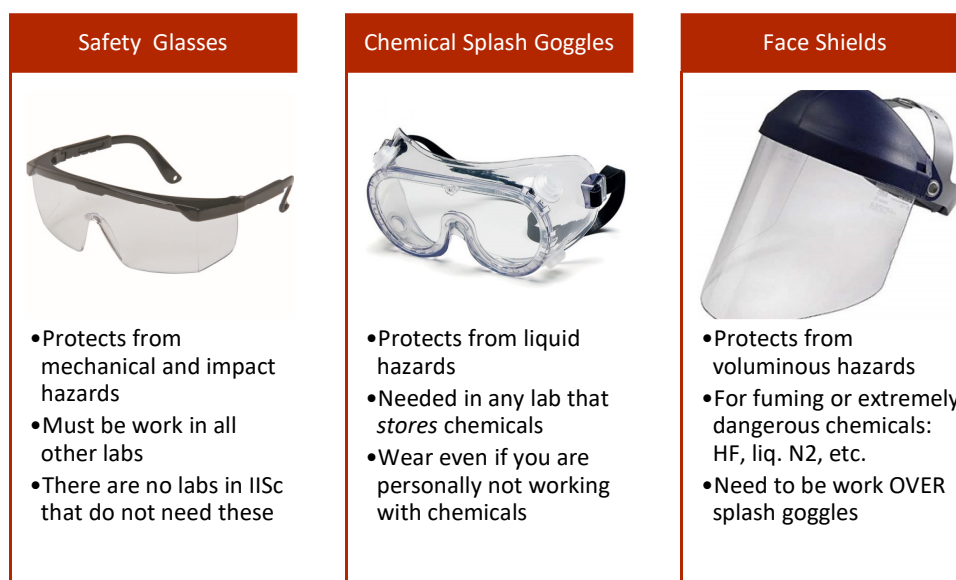 Safety  Glasses
•Protects from
mechanical and impact
hazards
•Must be work in all
other labs
•There are no labs in IISc
that do not need these
Chemical Splash Goggles
•Protects from liquid
hazards
•Needed in any lab that
stores chemicals
•Wear even if you are
personally not working
with chemicals
Face Shields
•Protects from
voluminous hazards
•For fuming or extremely
dangerous chemicals:
HF, liq. N2, etc.
•Need to be work OVER
splash goggles